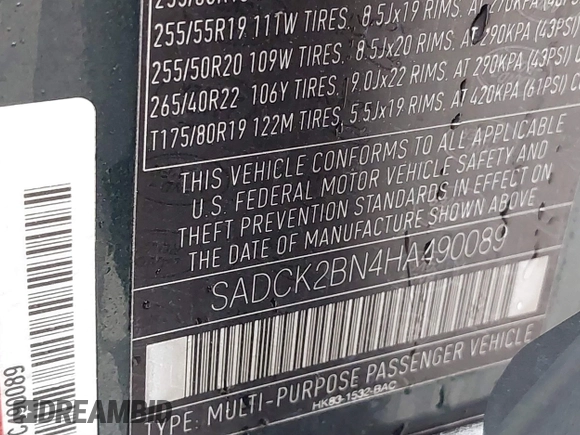 255/55R19 111W TIRES, 8.5Jx19 RIMS, AT 270KPA
255/50R20 109W TIRES, 8.5Jx20 RIMS, AT 290KPA (43PSI)
265/40R22 106Y TIRES, 9.0Jx22 RIMS, AT 290KPA (43PSI)
T175/80R19 122M TIRES, 5.5Jx19 RIMS, AT 420KPA (61PSI)
THIS VEHICLE CONFORMS TO ALL APPLICABLE
U.S. FEDERAL MOTOR VEHICLE SAFETY AND
THEFT PREVENTION STANDARDS IN EFFECT ON
THE DATE OF MANUFACTURE SHOWN ABOVE
SADCK2BN4HA490089
TYPE: MULTI-PURPOSE PASSENGER VEHICLE
HK83-1532-BAC
IDREAMBID